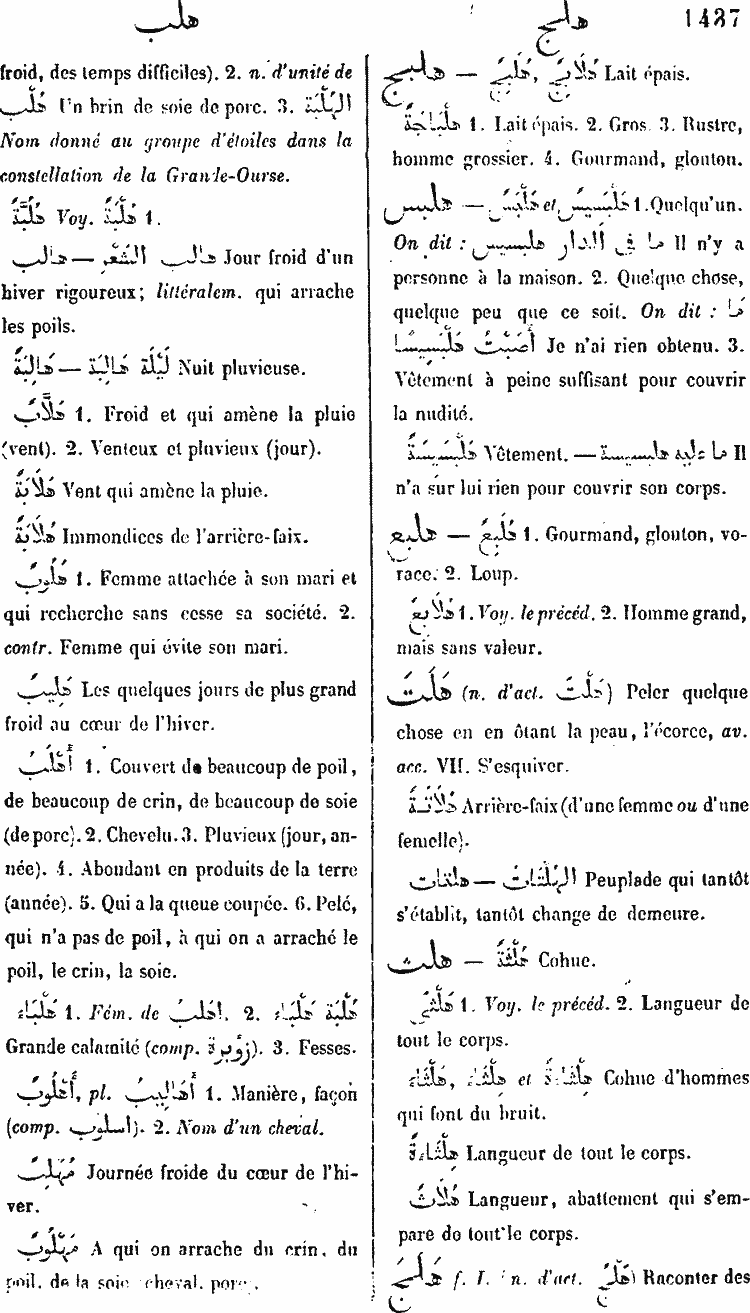 هلب
هلج
1437
froid, des temps difficiles). 2. n. d'unité de
هُلْب Un brin de soie de porc. 3. الهُلْبَة
Nom donné au groupe d'étoiles dans la
constellation de la Grande-Ourse.
هُلُبَّةٌ Voy. هُلْبَةٌ 1.
هالب — هالب الشَّعْرِ Jour froid d'un
hiver rigoureux; littéralem. qui arrache
les poils.
هَالِبَةٌ — لَيْلَة هَالِبَة Nuit pluvieuse.
هَلَّابٌ 1. Froid et qui amène la pluie
(vent). 2. Venteux et pluvieux (jour).
هَلَّابَةٌ Vent qui amène la pluie.
هُلَابَةٌ Immondices de l'arrière-faix.
هَلُوبٌ 1. Femme attachée à son mari et
qui recherche sans cesse sa société. 2.
contr. Femme qui évite son mari.
هَلِيبٌ Les quelques jours de plus grand
froid au cœur de l'hiver.
أَهْلَبُ 1. Couvert de beaucoup de poil,
de beaucoup de crin, de beaucoup de soie
(de porc). 2. Chevelu. 3. Pluvieux (jour, an-
née). 4. Abondant en produits de la terre
(année). 5. Qui a la queue coupée. 6. Pelé,
qui n'a pas de poil, à qui on a arraché le
poil, le crin, la soie.
هَلْبَاءُ 1. Fém. de اهلبُ. 2. هُلْبَة هَلْبَاءُ
Grande calamité (comp. زَوْبرة). 3. Fesses.
أُهْلُوبٌ, pl. أَهَالِيبُ 1. Manière, façon
(comp. اسلوب). 2. Nom d'un cheval.
مُهْلِبٌ Journée froide du cœur de l'hi-
ver.
مَهْلُوبٌ A qui on arrache du crin, du
poil, de la soie cheval, porc .
هلبج — هُلَبِجٌ, هُلَابِجٌ Lait épais.
هِلْبَاجَةٌ 1. Lait épais. 2. Gros 3. Rustre,
homme grossier. 4. Gourmand, glouton.
هلبس — هَلْبَسٌ et هَلْبَسِيسٌ 1. Quelqu'un.
On dit : ما فى الدار هلبسيس Il n'y a
personne à la maison. 2. Quelque chose,
quelque peu que ce soit. On dit : مَا
أَصَبْتُ هَلْبَسِيسًا Je n'ai rien obtenu. 3.
Vêtement à peine suffisant pour couvrir
la nudité.
هَلْبَسِيسَةٌ Vêtement. — ما عليه هلبسيسة Il
n'a sur lui rien pour couvrir son corps.
هلبع — هُلَبِعٌ 1. Gourmand, glouton, vo-
race. 2. Loup.
هُلَابِعٌ 1. Voy. le précéd. 2. Homme grand,
mais sans valeur.
هَلَتَ (n. d'act. هَلْتٌ) Peler quelque
chose en en ôtant la peau, l'écorce, av.
acc. VII. S'esquiver.
هُلَاتَةٌ Arrière-faix (d'une femme ou d'une
femelle).
هلتات — الهَلْتَاتُ Peuplade qui tantôt
s'établit, tantôt change de demeure.
هلث — هُلْثَةٌ Cohue.
هَلْثَى 1. Voy. le précéd. 2. Langueur de
tout le corps.
هَلْثَاءُ, هِلْثَاءُ et هِلْثَاءَةٌ Cohue d'hommes
qui font du bruit.
هِلْثَاءَةٌ Langueur de tout le corps.
هُلَاثٌ Langueur, abattement qui s'em-
pare de tout le corps.
هَلَجَ f. I. (n. d'act. هَلْجٌ) Raconter des